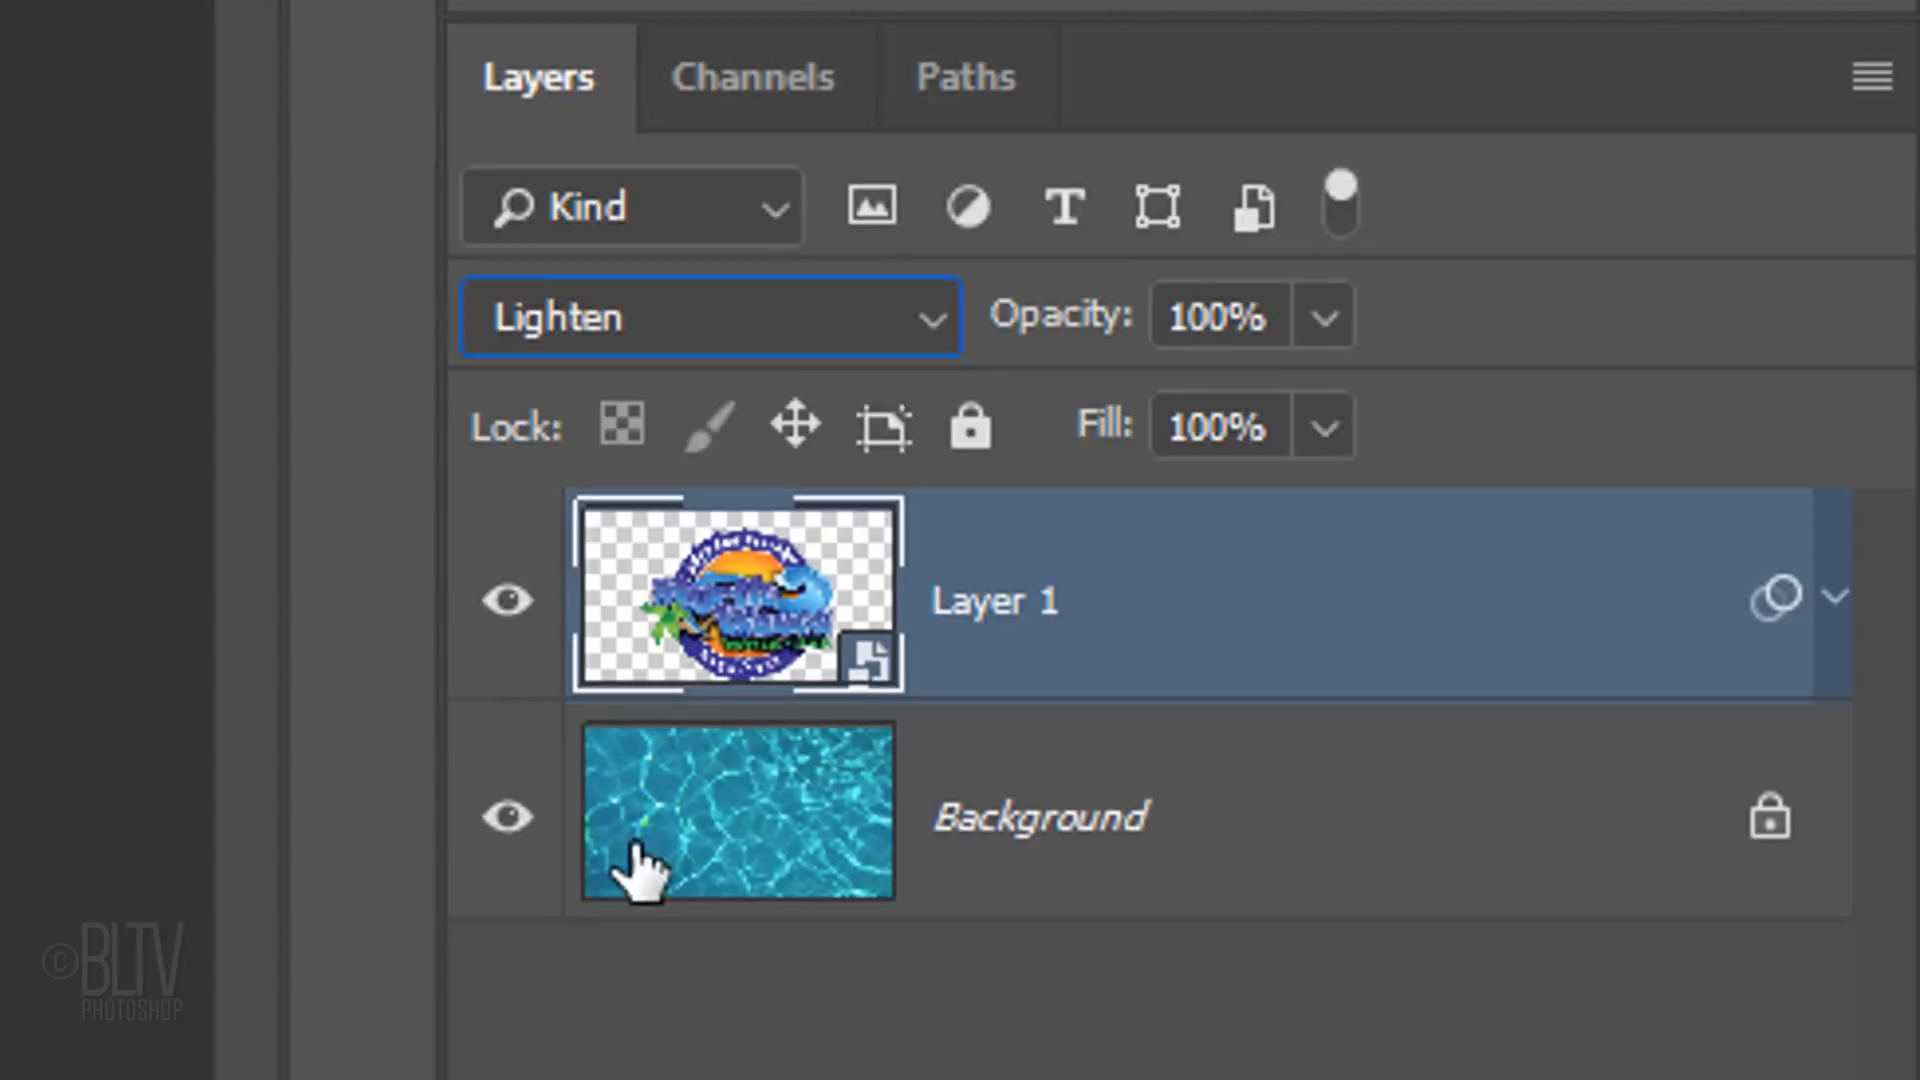 Layers Channels Paths
Kind
Lighten Opacity: 100%
Lock: Fill: 100%
Layer 1
Background
© BLTV
PHOTOSHOP